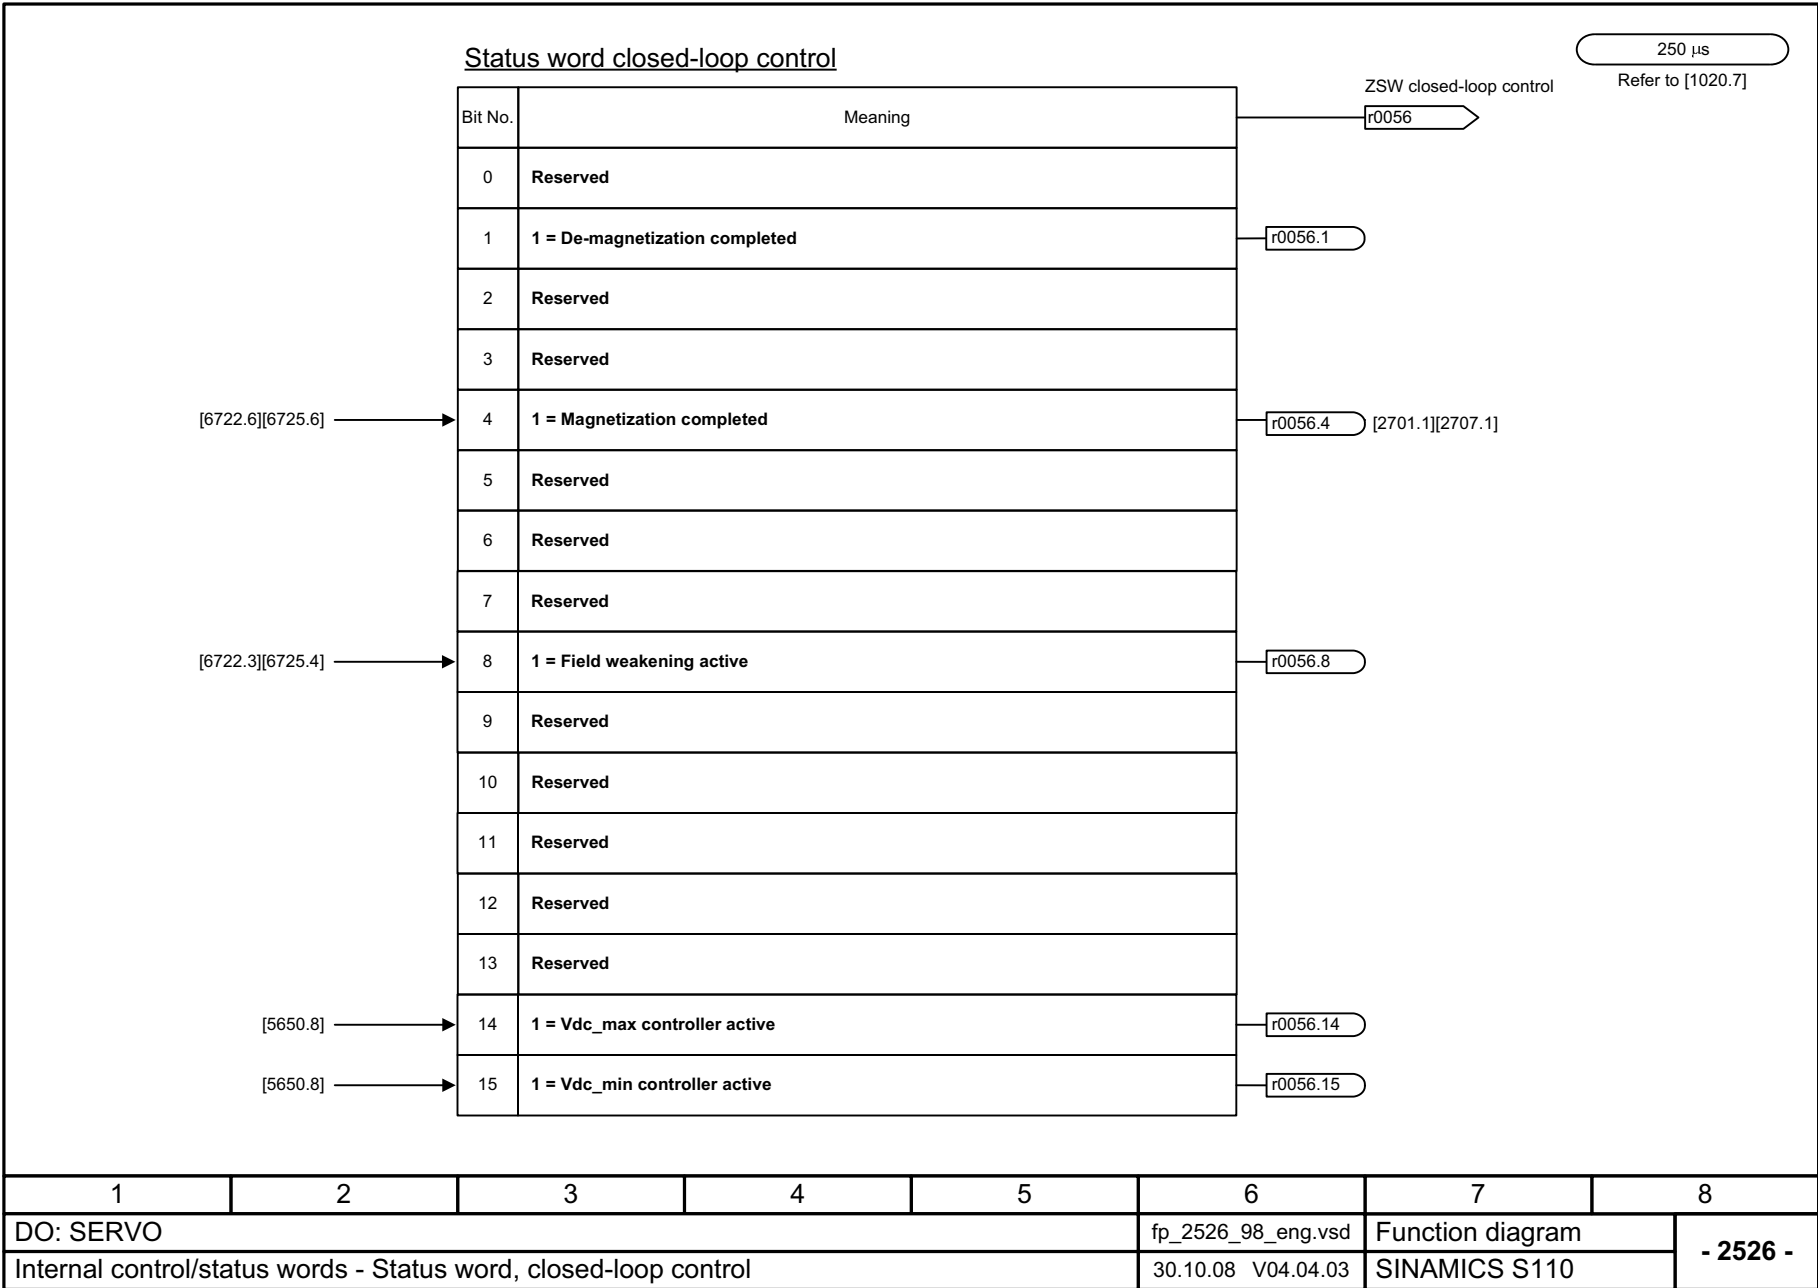 Status word closed-loop control
250 µs
Refer to [1020.7]
ZSW closed-loop control
Bit No. Meaning r0056
0 Reserved
1 1 = De-magnetization completed r0056.1
2 Reserved
3 Reserved
[6722.6][6725.6] 4 1 = Magnetization completed r0056.4 [2701.1][2707.1]
5 Reserved
6 Reserved
7 Reserved
[6722.3][6725.4] 8 1 = Field weakening active r0056.8
9 Reserved
10 Reserved
11 Reserved
12 Reserved
13 Reserved
[5650.8] 14 1 = Vdc_max controller active r0056.14
[5650.8] 15 1 = Vdc_min controller active r0056.15
1 2 3 4 5 6 7 8
DO: SERVO fp_2526_98_eng.vsd Function diagram
- 2526 -
Internal control/status words - Status word, closed-loop control 30.10.08 V04.04.03 SINAMICS S110